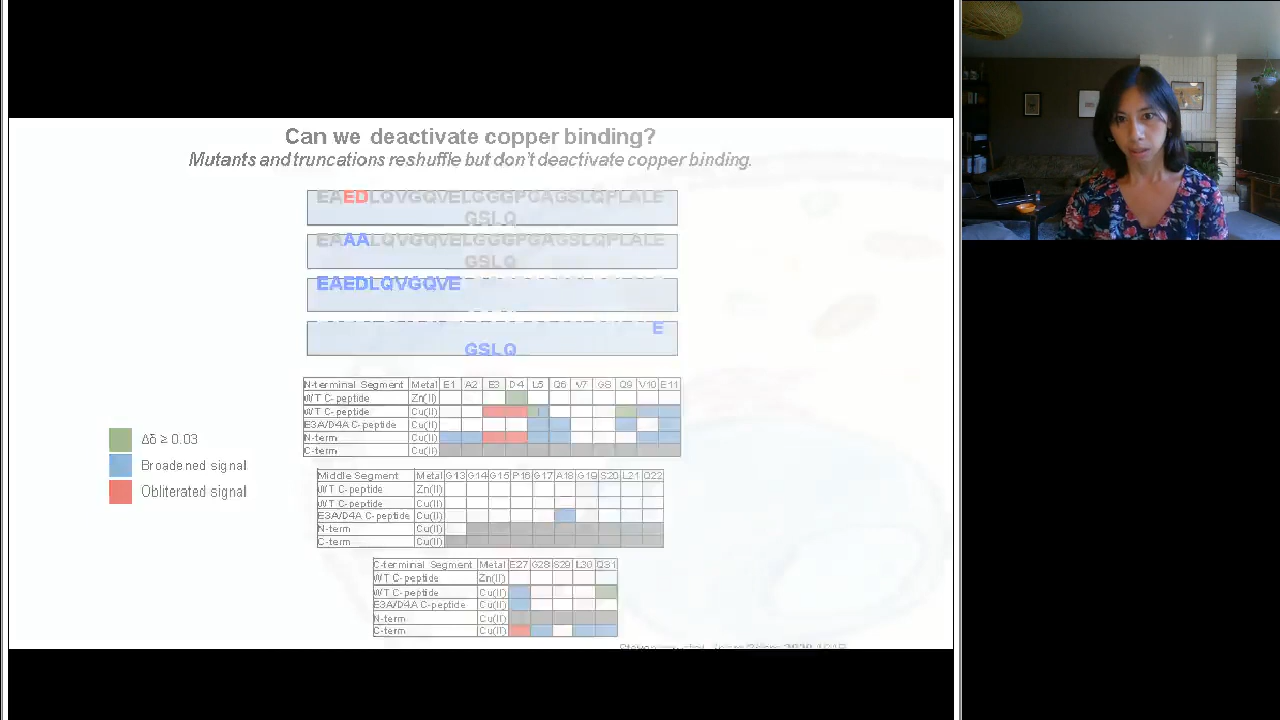 Can we deactivate copper binding?
Mutants and truncations reshuffle but don't deactivate copper binding.
EAEDLQVGQVELGGGPGAGSLQPLALE
GSLQ
EAAALQVGQVELGGGPGAGSLQPLALE
GSLQ
EAEDLQVGQVE
E
GSLQ
N-terminal Segment Metal E1 A2 E3 D4 L5 Q6 V7 G8 Q9 V10 E11
WT C-peptide Zn(II)
WT C-peptide Cu(II)
E3A/D4A C-peptide Cu(II)
N-term Cu(II)
C-term Cu(II)
Δδ ≥ 0.03
Broadened signal
Obliterated signal
Middle Segment Metal G13 G14 G15 P16 G17 A18 G19 S20 L21 Q22
WT C-peptide Zn(II)
WT C-peptide Cu(II)
E3A/D4A C-peptide Cu(II)
N-term Cu(II)
C-term Cu(II)
C-terminal Segment Metal E27 G28 S29 L30 Q31
WT C-peptide Zn(II)
WT C-peptide Cu(II)
E3A/D4A C-peptide Cu(II)
N-term Cu(II)
C-term Cu(II)